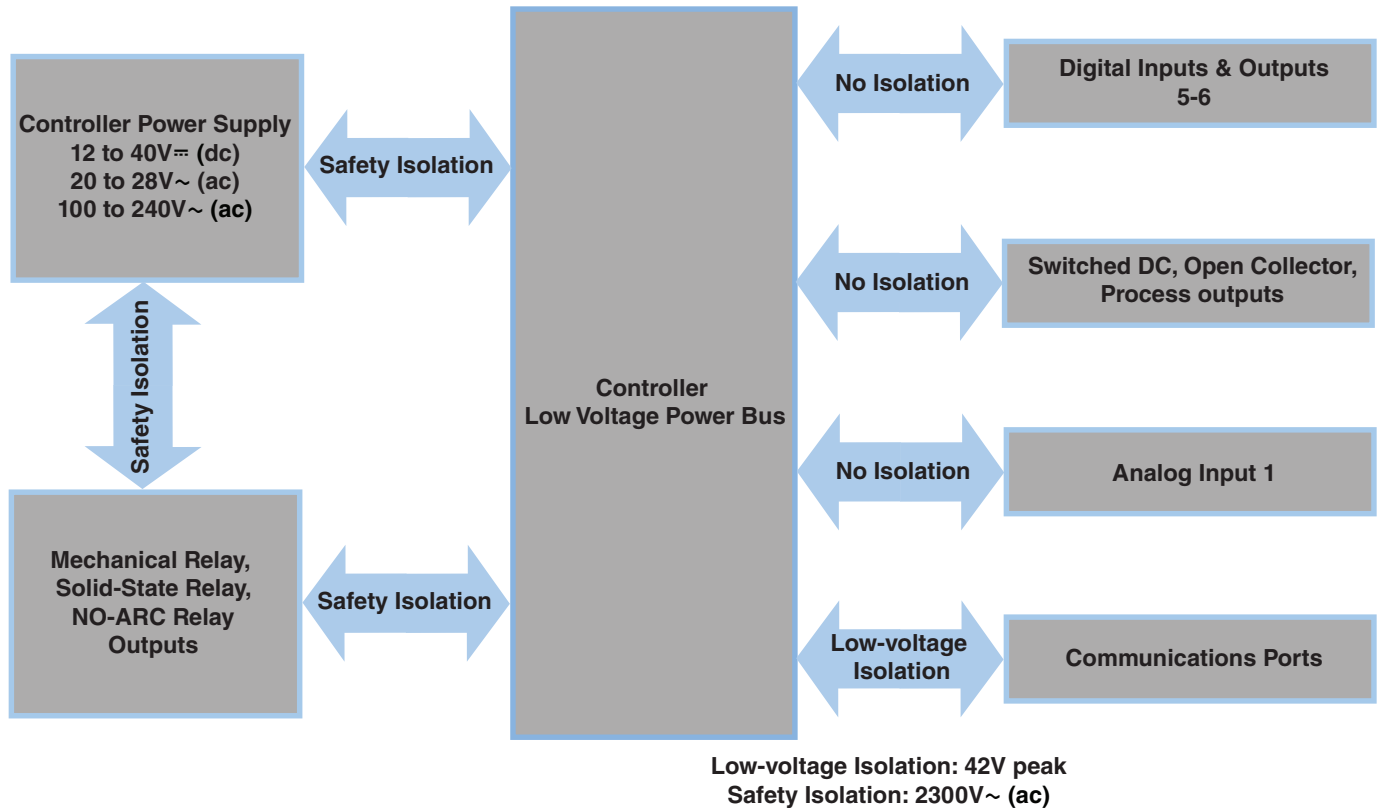 Controller Power Supply
12 to 40V⎓ (dc)
20 to 28V~ (ac)
100 to 240V~ (ac)
Safety Isolation
Safety Isolation
Mechanical Relay,
Solid-State Relay,
NO-ARC Relay
Outputs
Safety Isolation
Controller
Low Voltage Power Bus
No Isolation
Digital Inputs & Outputs
5-6
No Isolation
Switched DC, Open Collector,
Process outputs
No Isolation
Analog Input 1
Low-voltage
Isolation
Communications Ports
Low-voltage Isolation: 42V peak
Safety Isolation: 2300V~ (ac)